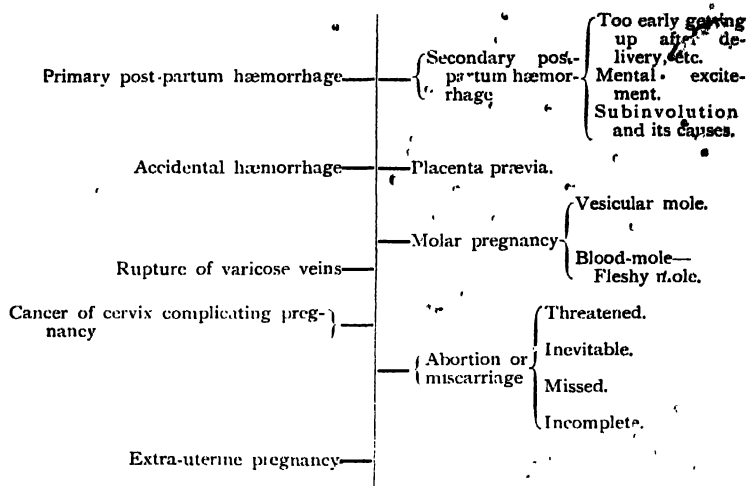 Too early getting
up after de-
livery, etc.
Primary post-partum hæmorrhage
Secondary post-
partum hæmor-
rhage
Mental excite-
ment.
Subinvolution
and its causes.
Accidental hæmorrhage
Placenta prævia.
Vesicular mole.
Molar pregnancy
Blood-mole—
Fleshy mole.
Rupture of varicose veins
Cancer of cervix complicating preg-
nancy
Threatened.
Inevitable.
Abortion or
miscarriage
Missed.
Incomplete.
Extra-uterine pregnancy